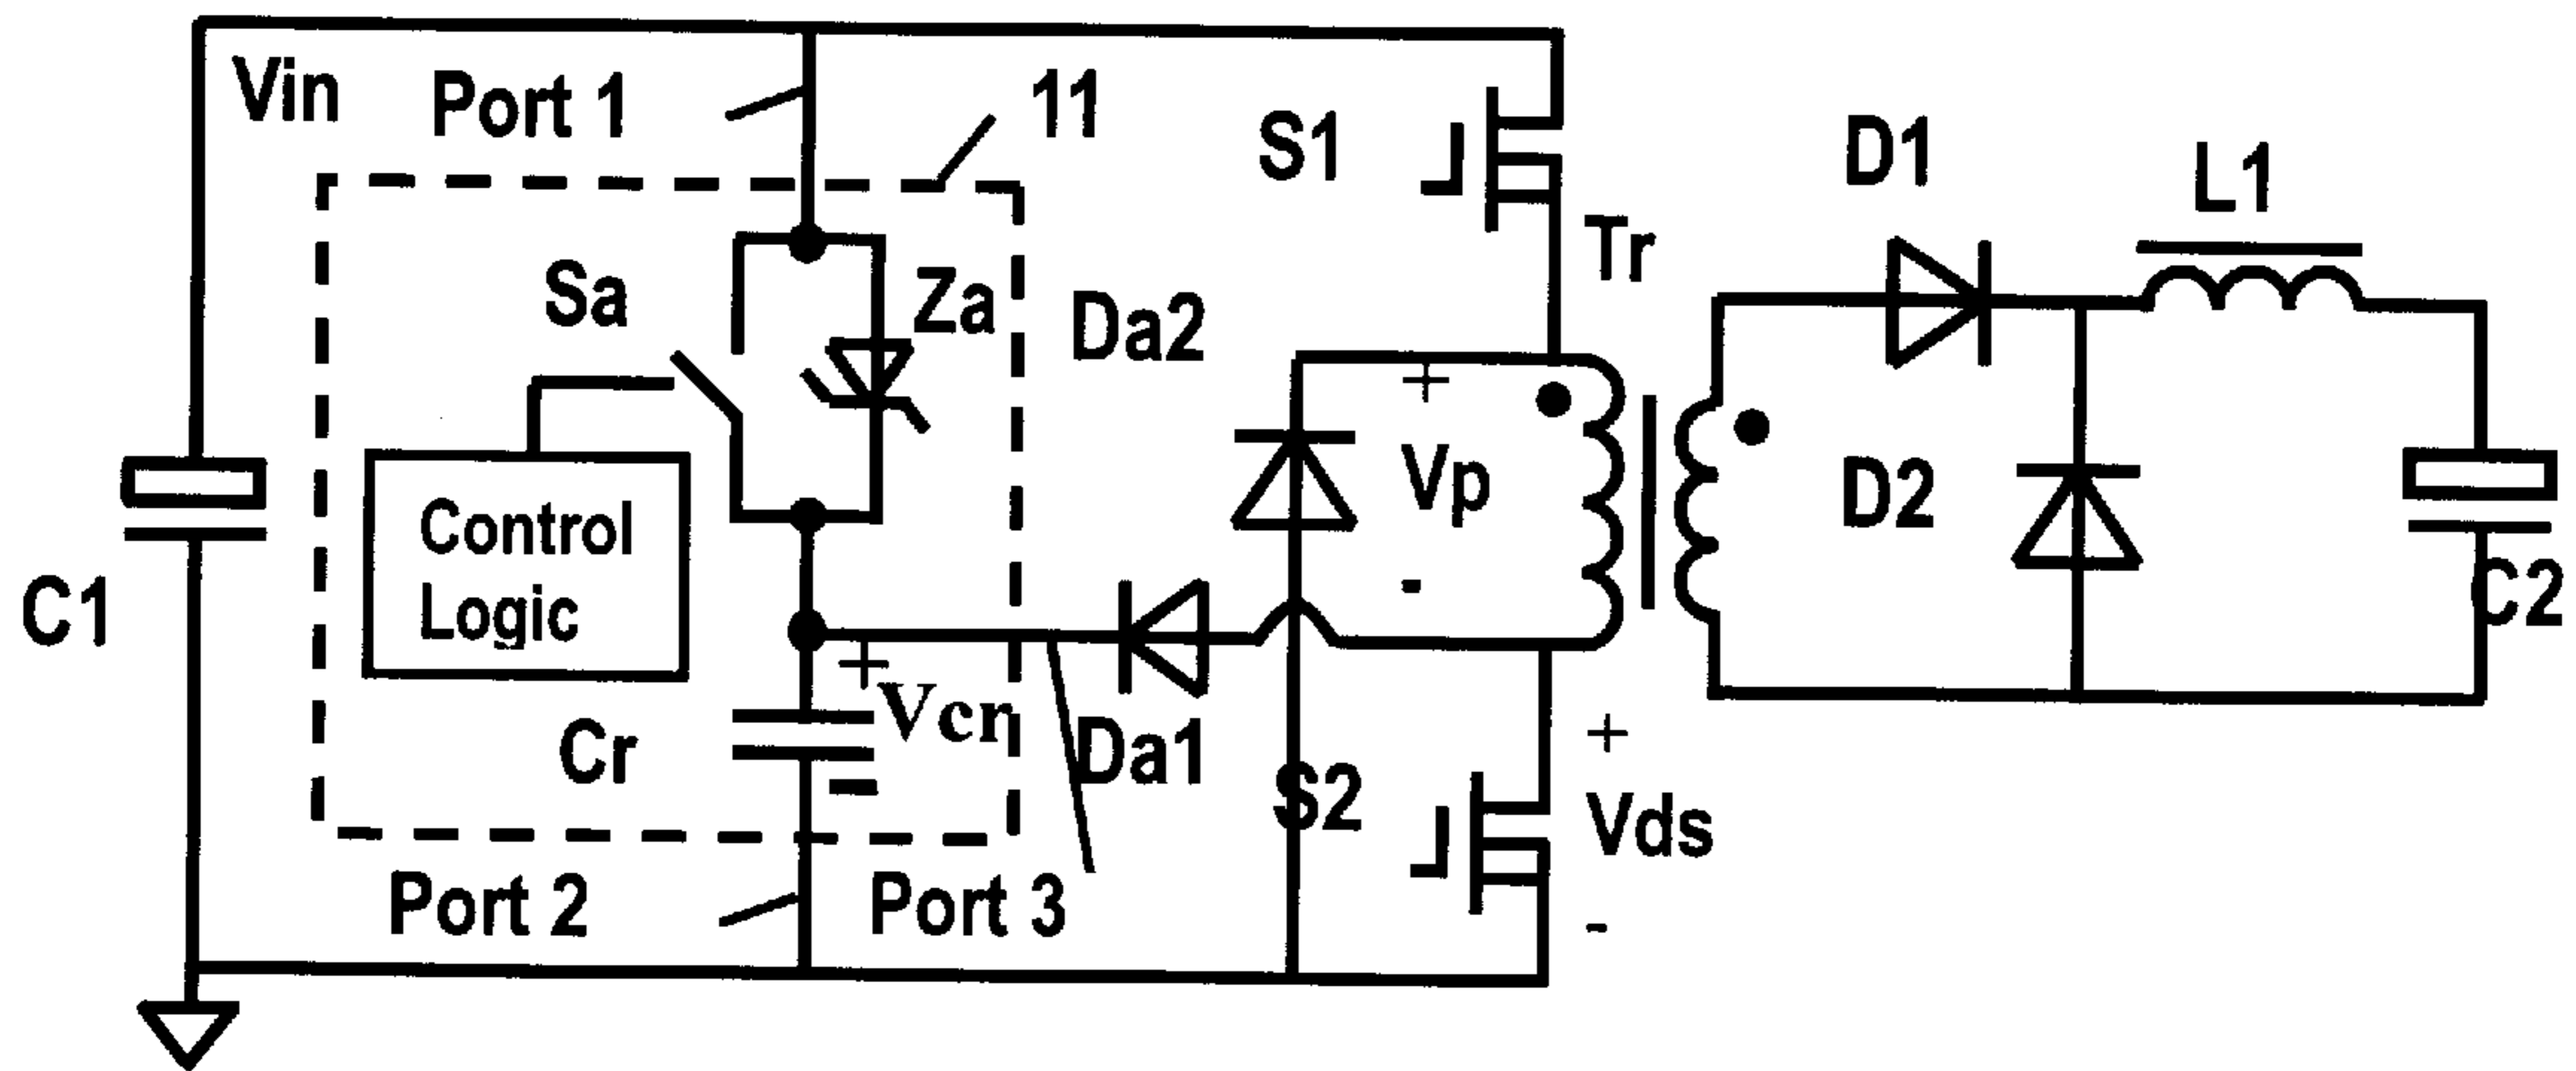 Vin
Port 1
11
S1
D1
L1
Tr
Sa
Za
Da2
+
Vp
-
Control
Logic
C1
D2
C2
+
Vcr
-
Cr
Da1
S2
+
Vds
-
Port 2
Port 3